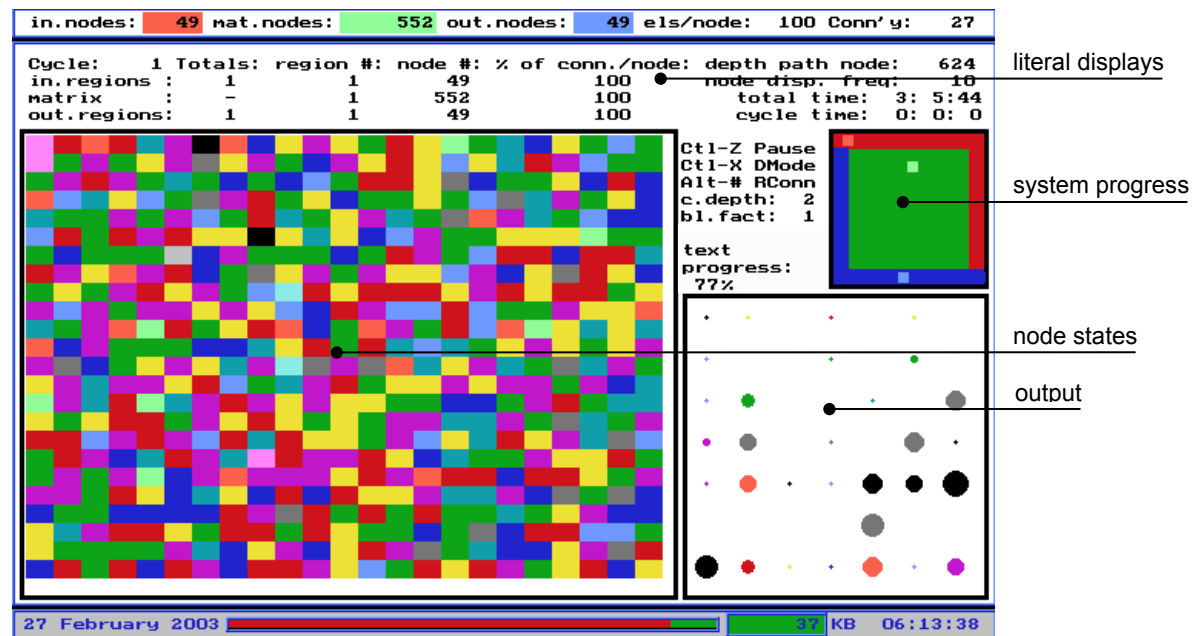 in.nodes: 49 mat.nodes: 552 out.nodes: 49 els/node: 100 Conn'y: 27
Cycle: 1 Totals: region #: node #: % of conn./node: depth path node: 624
in.regions : 1 1 49 100 node disp. freq: 10
matrix : - 1 552 100 total time: 3: 5:44
out.regions: 1 1 49 100 cycle time: 0: 0: 0
literal displays
Ctl-Z Pause
Ctl-X DMode
Alt-# RConn
c.depth: 2
bl.fact: 1
system progress
text
progress:
77%
node states
output
27 February 2003 37 KB 06:13:38